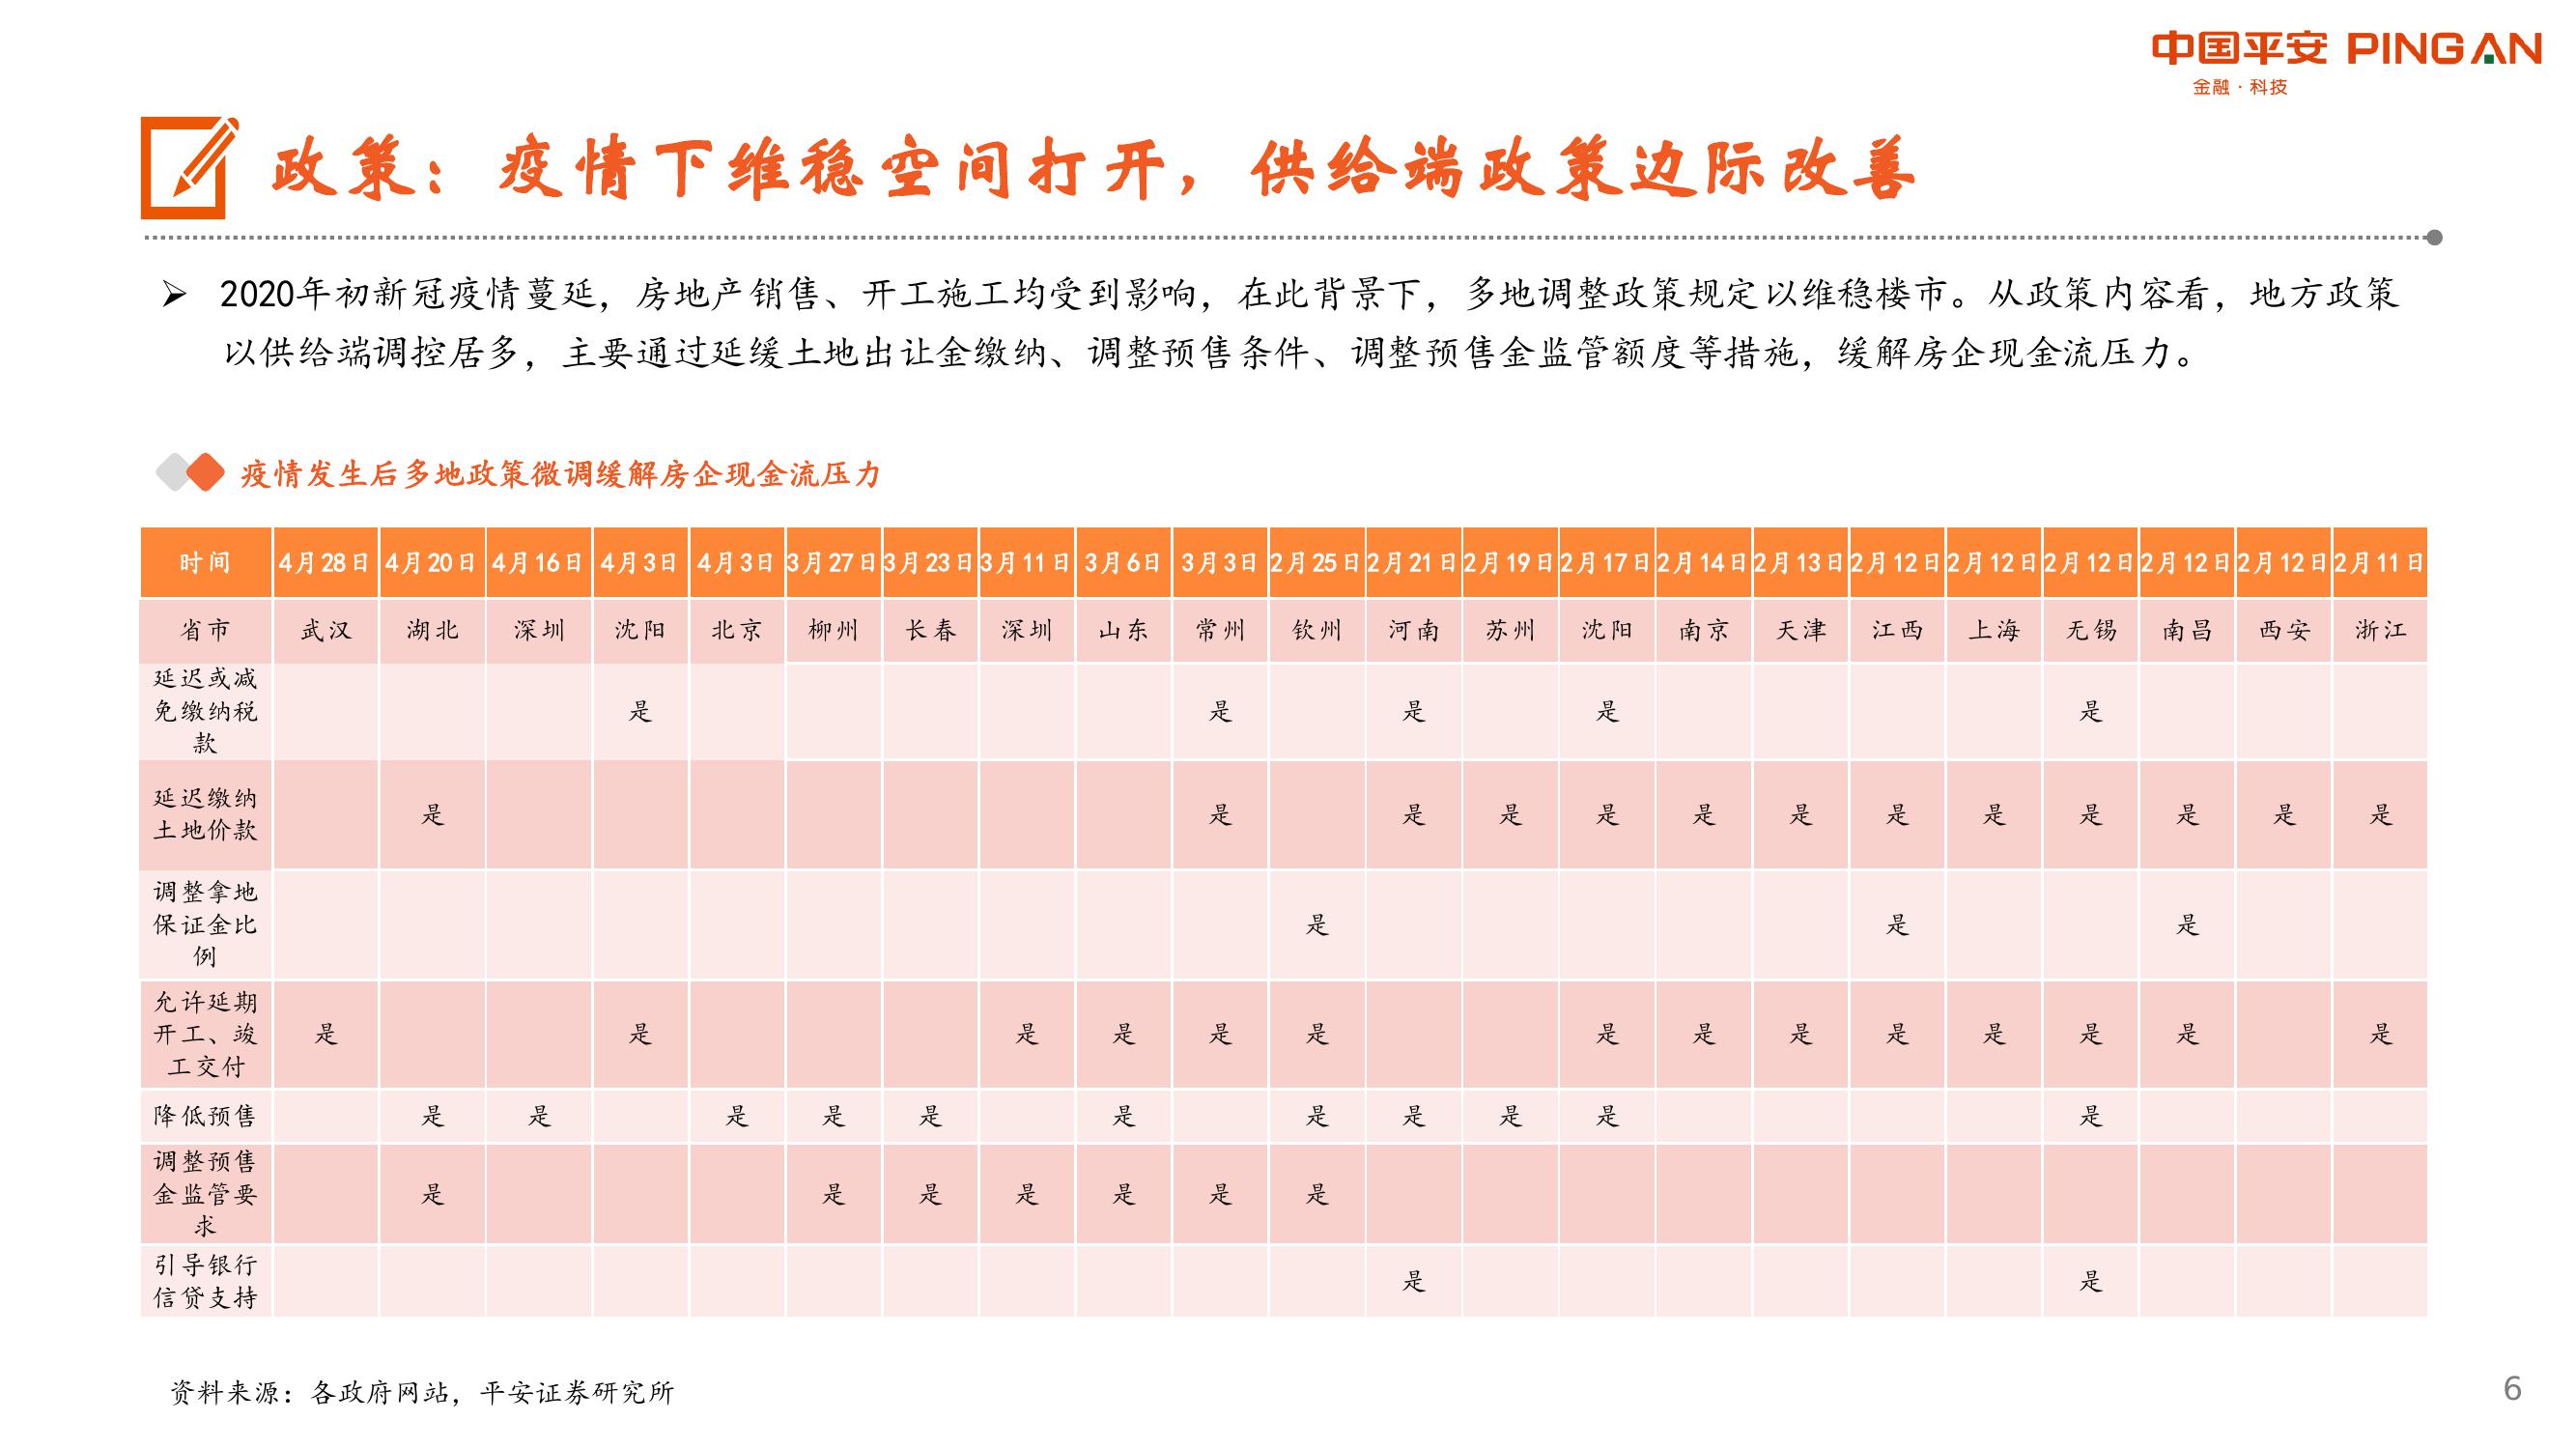 中国平安 PINGAN
金融·科技
政策：疫情下维稳空间打开，供给端政策边际改善
2020年初新冠疫情蔓延，房地产销售、开工施工均受到影响，在此背景下，多地调整政策规定以维稳楼市。从政策内容看，地方政策
以供给端调控居多，主要通过延缓土地出让金缴纳、调整预售条件、调整预售金监管额度等措施，缓解房企现金流压力。
疫情发生后多地政策微调缓解房企现金流压力
时间 4月28日 4月20日 4月16日 4月3日 4月3日 3月27日 3月23日 3月11日 3月6日 3月3日 2月25日 2月21日 2月19日 2月17日 2月14日 2月13日 2月12日 2月12日 2月12日 2月12日 2月12日 2月11日
省市 武汉 湖北 深圳 沈阳 北京 柳州 长春 深圳 山东 常州 钦州 河南 苏州 沈阳 南京 天津 江西 上海 无锡 南昌 西安 浙江
延迟或减
免缴纳税 是 是 是 是 是
款
延迟缴纳
土地价款 是 是 是 是 是 是 是 是 是 是 是 是 是
调整拿地
保证金比 是 是 是
例
允许延期
开工、竣 是 是 是 是 是 是 是 是 是 是 是 是 是 是
工交付
降低预售 是 是 是 是 是 是 是 是 是 是 是
调整预售
金监管要 是 是 是 是 是 是 是
求
引导银行
信贷支持 是 是
资料来源：各政府网站，平安证券研究所
6